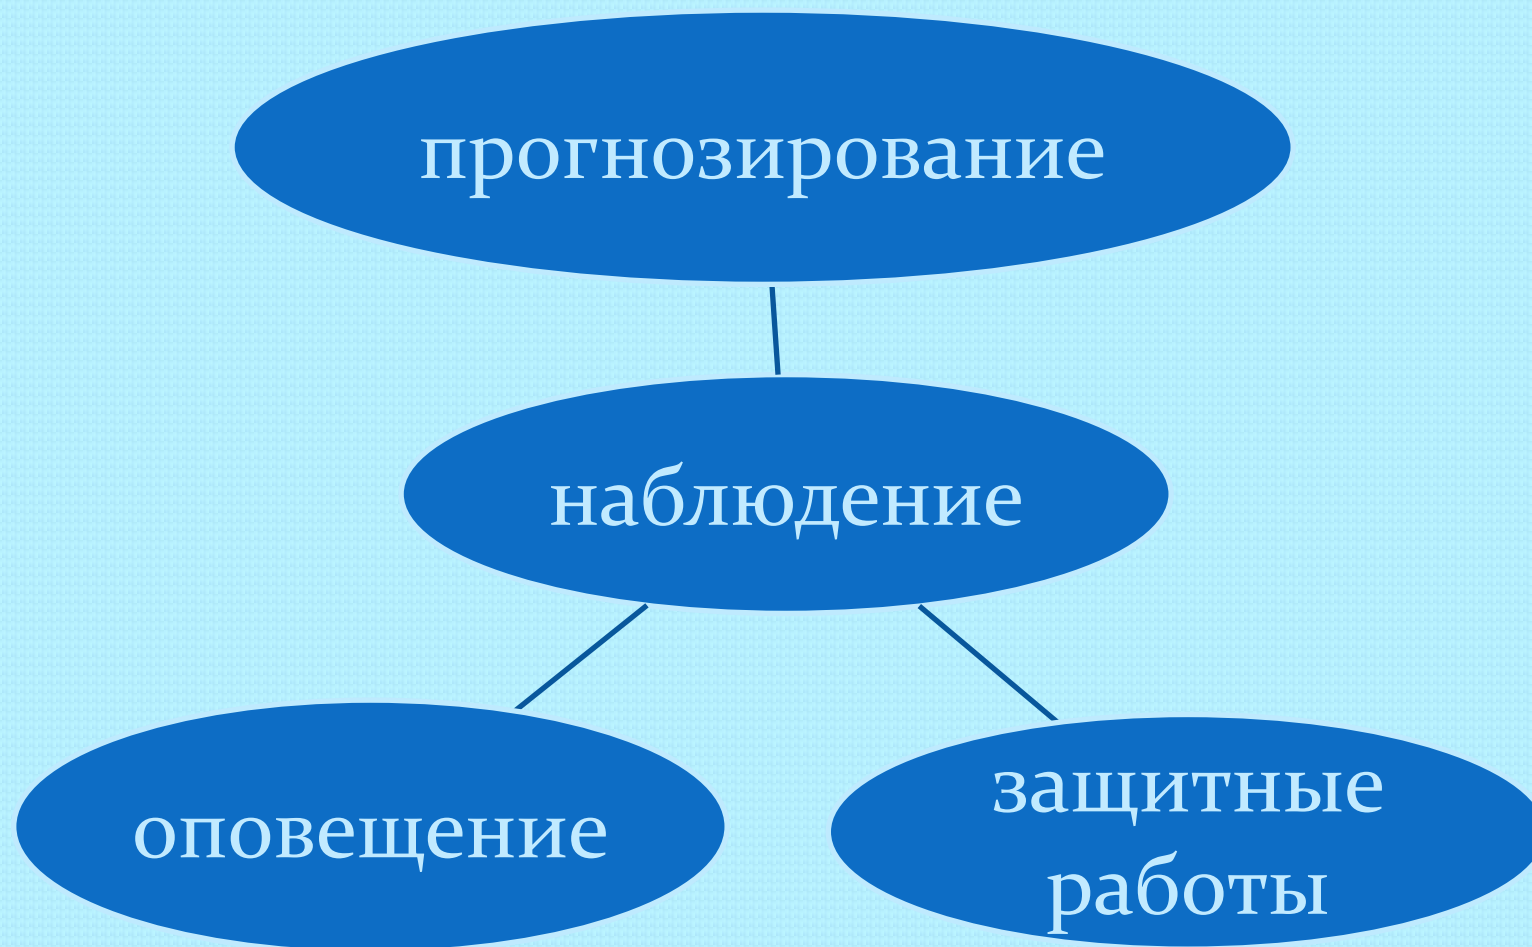 прогнозирование
наблюдение
оповещение
защитные
работы